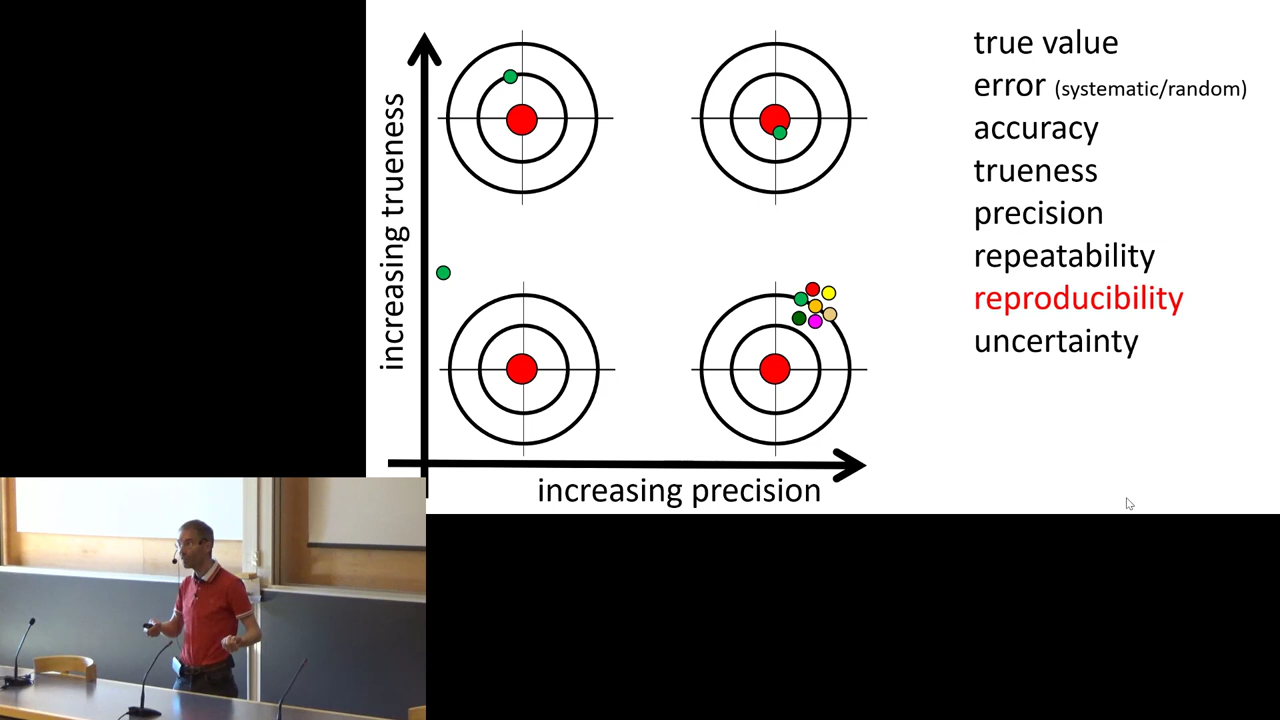 increasing trueness
increasing precision
true value
error (systematic/random)
accuracy
trueness
precision
repeatability
reproducibility
uncertainty